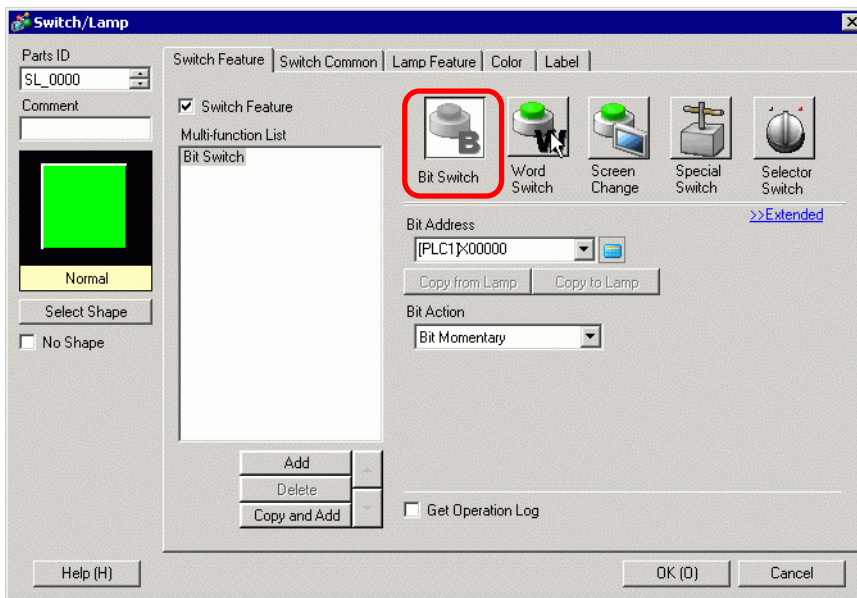 Switch/Lamp
Parts ID
SL_0000
Comment
Normal
Select Shape
No Shape
Switch Feature
Switch Common
Lamp Feature
Color
Label
Switch Feature
Multi-function List
Bit Switch
Add
Delete
Copy and Add
B
Bit Switch
W
Word
Switch
Screen
Change
Special
Switch
Selector
Switch
>>Extended
Bit Address
[PLC1]X00000
Copy from Lamp
Copy to Lamp
Bit Action
Bit Momentary
Get Operation Log
Help (H)
OK (O)
Cancel